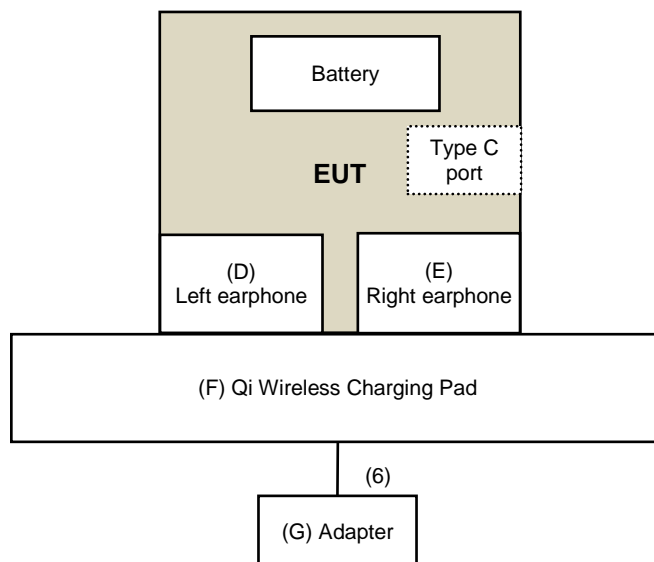 Battery
Type C
port
EUT
(D)
Left earphone
(E)
Right earphone
(F) Qi Wireless Charging Pad
(6)
(G) Adapter